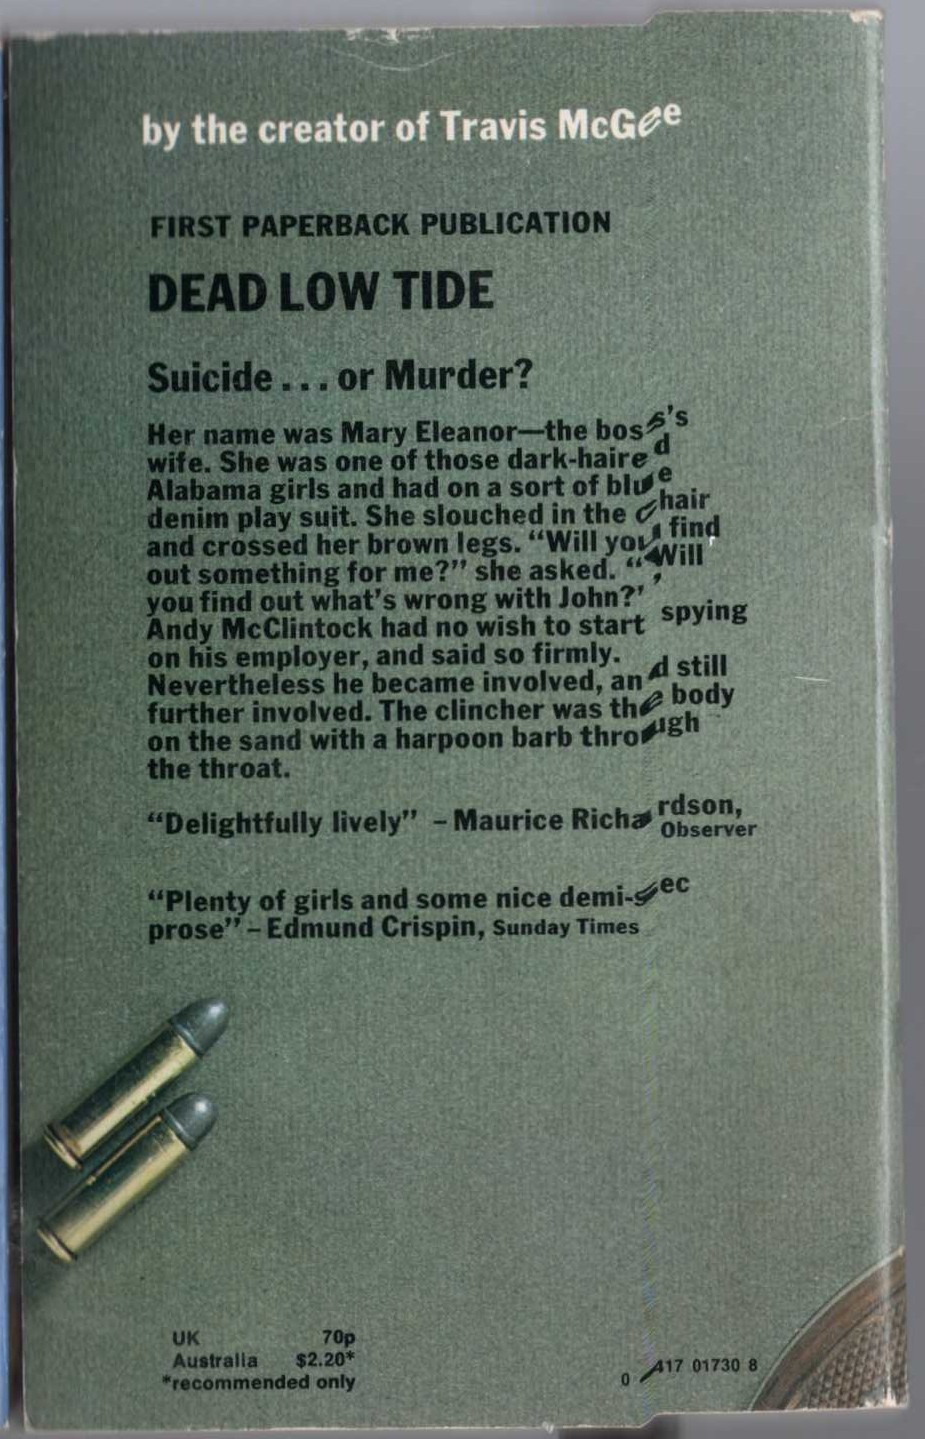 by the creator of Travis McGee
FIRST PAPERBACK PUBLICATION
DEAD LOW TIDE
Suicide ... or Murder?
Her name was Mary Eleanor—the boss's
wife. She was one of those dark-haired
Alabama girls and had on a sort of blue
denim play suit. She slouched in the chair
and crossed her brown legs. “Will you find
out something for me?” she asked. “Will
you find out what's wrong with John?”
Andy McClintock had no wish to start spying
on his employer, and said so firmly.
Nevertheless he became involved, and still
further involved. The clincher was the body
on the sand with a harpoon barb through
the throat.
“Delightfully lively” – Maurice Richardson,
Observer
“Plenty of girls and some nice demi-sec
prose” – Edmund Crispin, Sunday Times
UK 70p
Australia $2.20*
*recommended only
0 417 01730 8